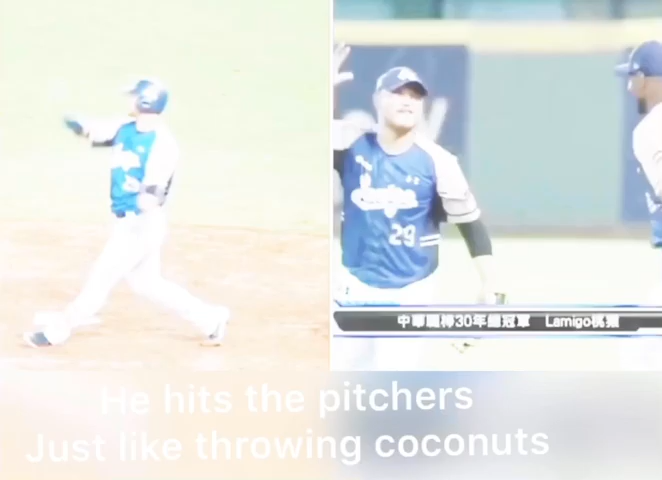 Lamigo
29
中華職棒30年總冠軍 Lamigo桃猿
He hits the pitchers
Just like throwing coconuts